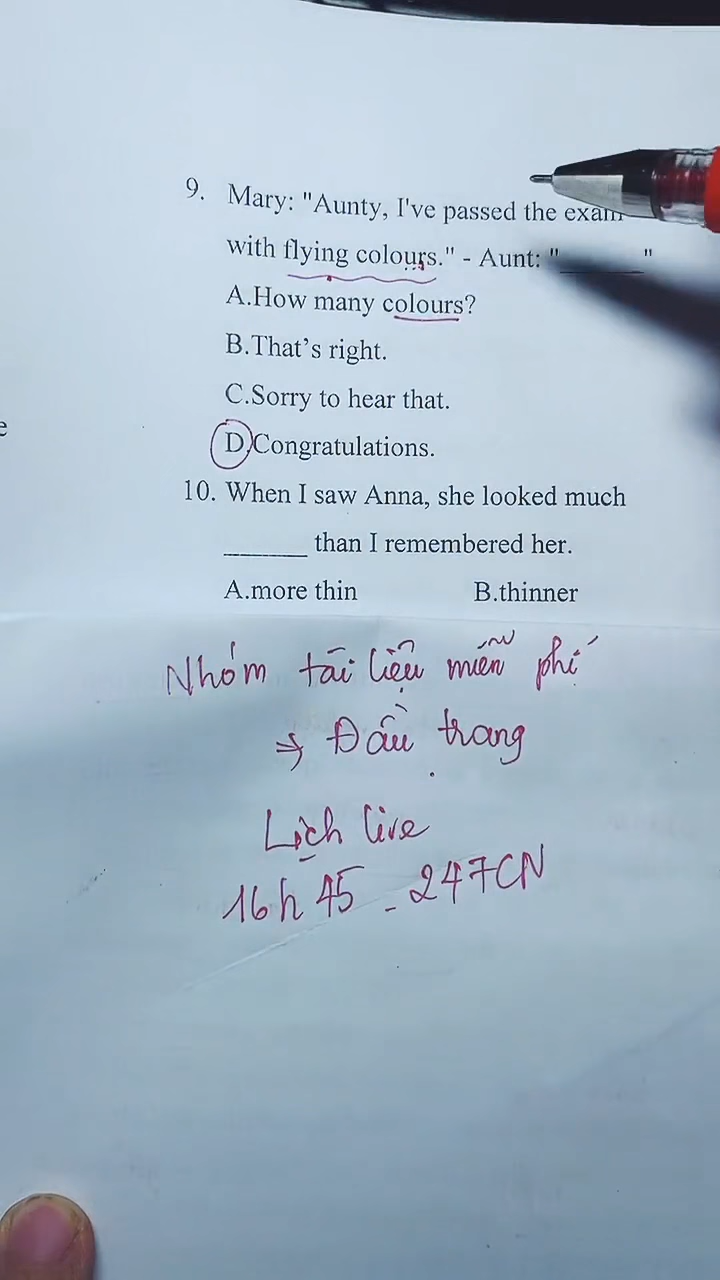 9. Mary: "Aunty, I've passed the exam
with flying colours." - Aunt: "______"
A.How many colours?
B.That's right.
C.Sorry to hear that.
D.Congratulations.
10. When I saw Anna, she looked much
______ than I remembered her.
A.more thin B.thinner
Nhóm tài liệu miễn phí
⇒ Đầu trang
Lịch live
16h45 - 247CN
e